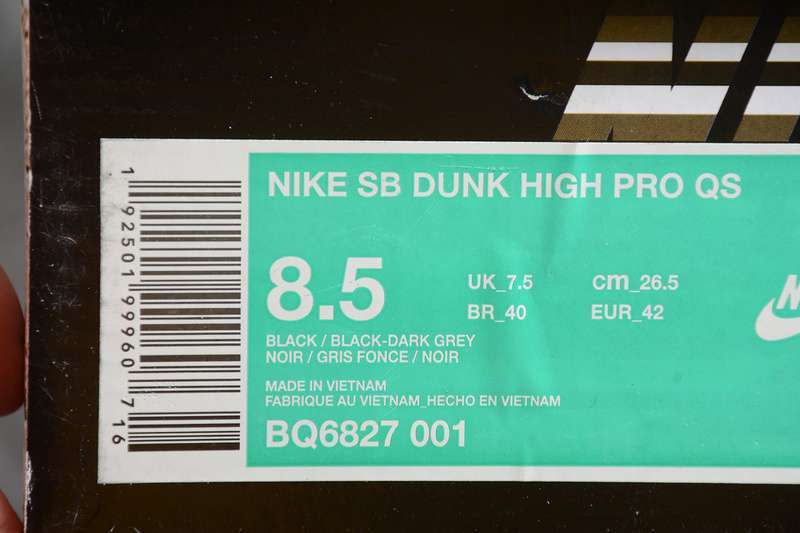 NIKE SB DUNK HIGH PRO QS
8.5
UK_7.5 cm_26.5
BR_40 EUR_42
BLACK / BLACK-DARK GREY
NOIR / GRIS FONCE / NOIR
MADE IN VIETNAM
FABRIQUE AU VIETNAM_HECHO EN VIETNAM
BQ6827 001
1 92501 99960 7 16